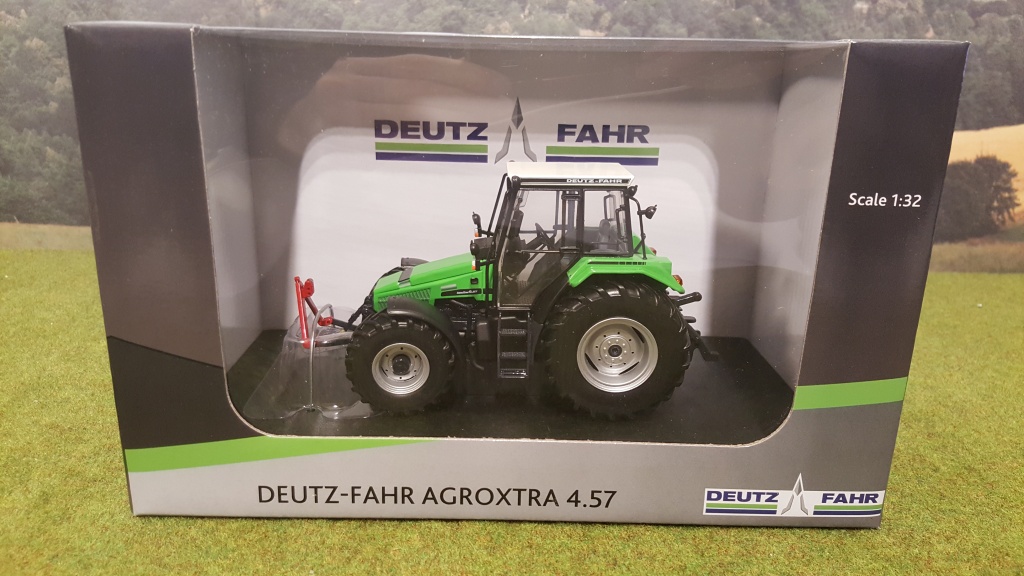 DEUTZ FAHR
DEUTZ-FAHR
Scale 1:32
DEUTZ-FAHR AGROXTRA 4.57
DEUTZ FAHR